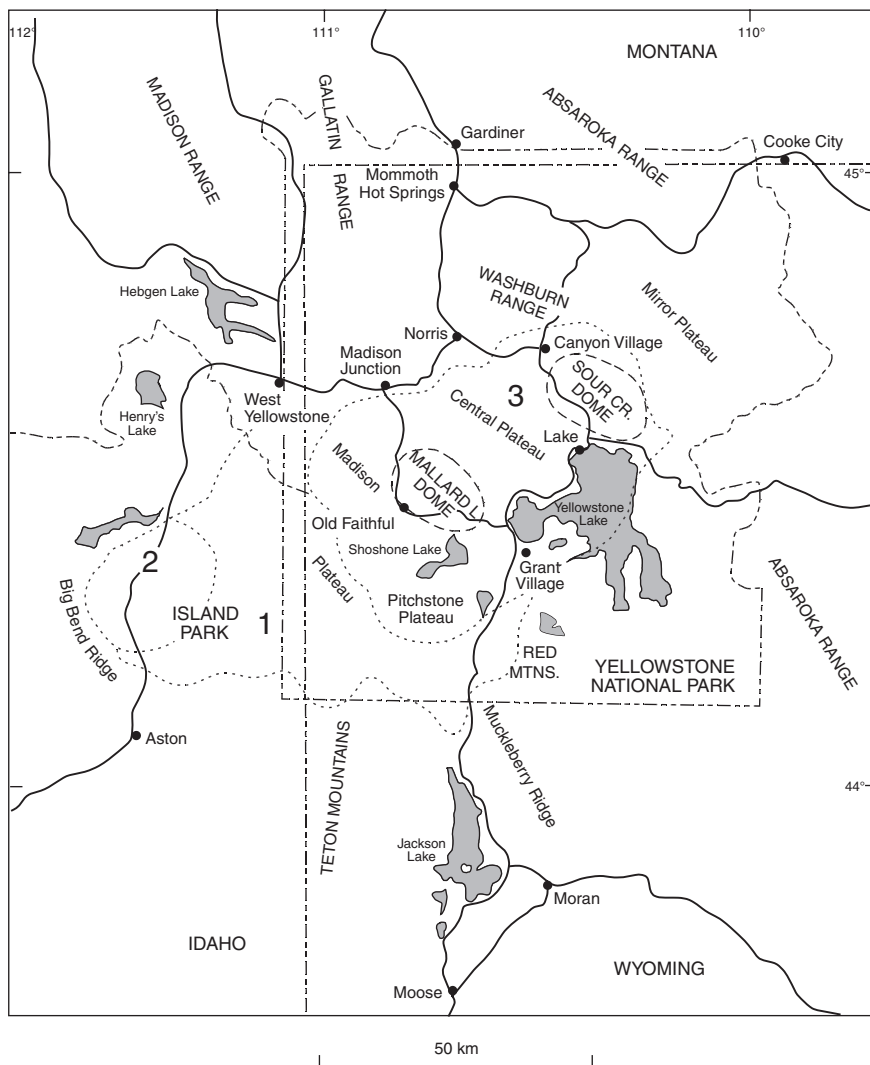 112°
111°
110°
MONTANA
MADISON RANGE
GALLATIN
RANGE
ABSAROKA RANGE
Gardiner
Cooke City
Mommoth
Hot Springs
45°
WASHBURN
RANGE
Mirror Plateau
Hebgen Lake
Norris
Canyon Village
Madison
Junction
SOUR CR.
DOME
West
Yellowstone
3
Henry's
Lake
Central Plateau
Lake
Madison
MALLARD L.
DOME
Old Faithful
Yellowstone
Lake
Shoshone Lake
2
Grant
Village
Plateau
Big Bend Ridge
ISLAND
PARK
1
Pitchstone
Plateau
ABSAROKA RANGE
RED
MTNS.
YELLOWSTONE
NATIONAL PARK
Aston
TETON MOUNTAINS
Muckleberry Ridge
44°
Jackson
Lake
Moran
IDAHO
WYOMING
Moose
50 km